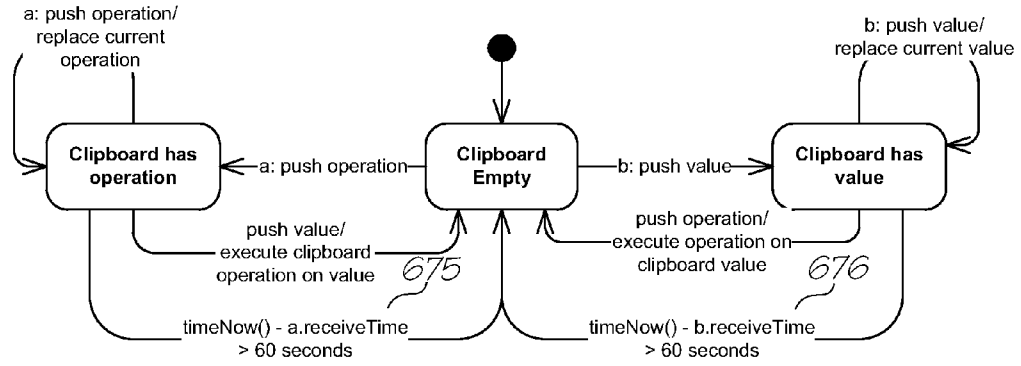 a: push operation/
replace current
operation
b: push value/
replace current value
Clipboard has
operation
a: push operation
Clipboard
Empty
b: push value
Clipboard has
value
push value/
execute clipboard
operation on value
675
push operation/
execute operation on
clipboard value
676
timeNow() - a.receiveTime
> 60 seconds
timeNow() - b.receiveTime
> 60 seconds